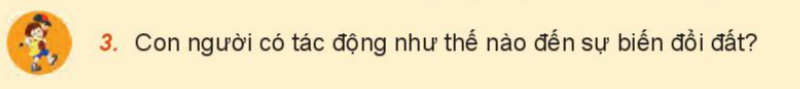 3. Con người có tác động như thế nào đến sự biến đổi đất?